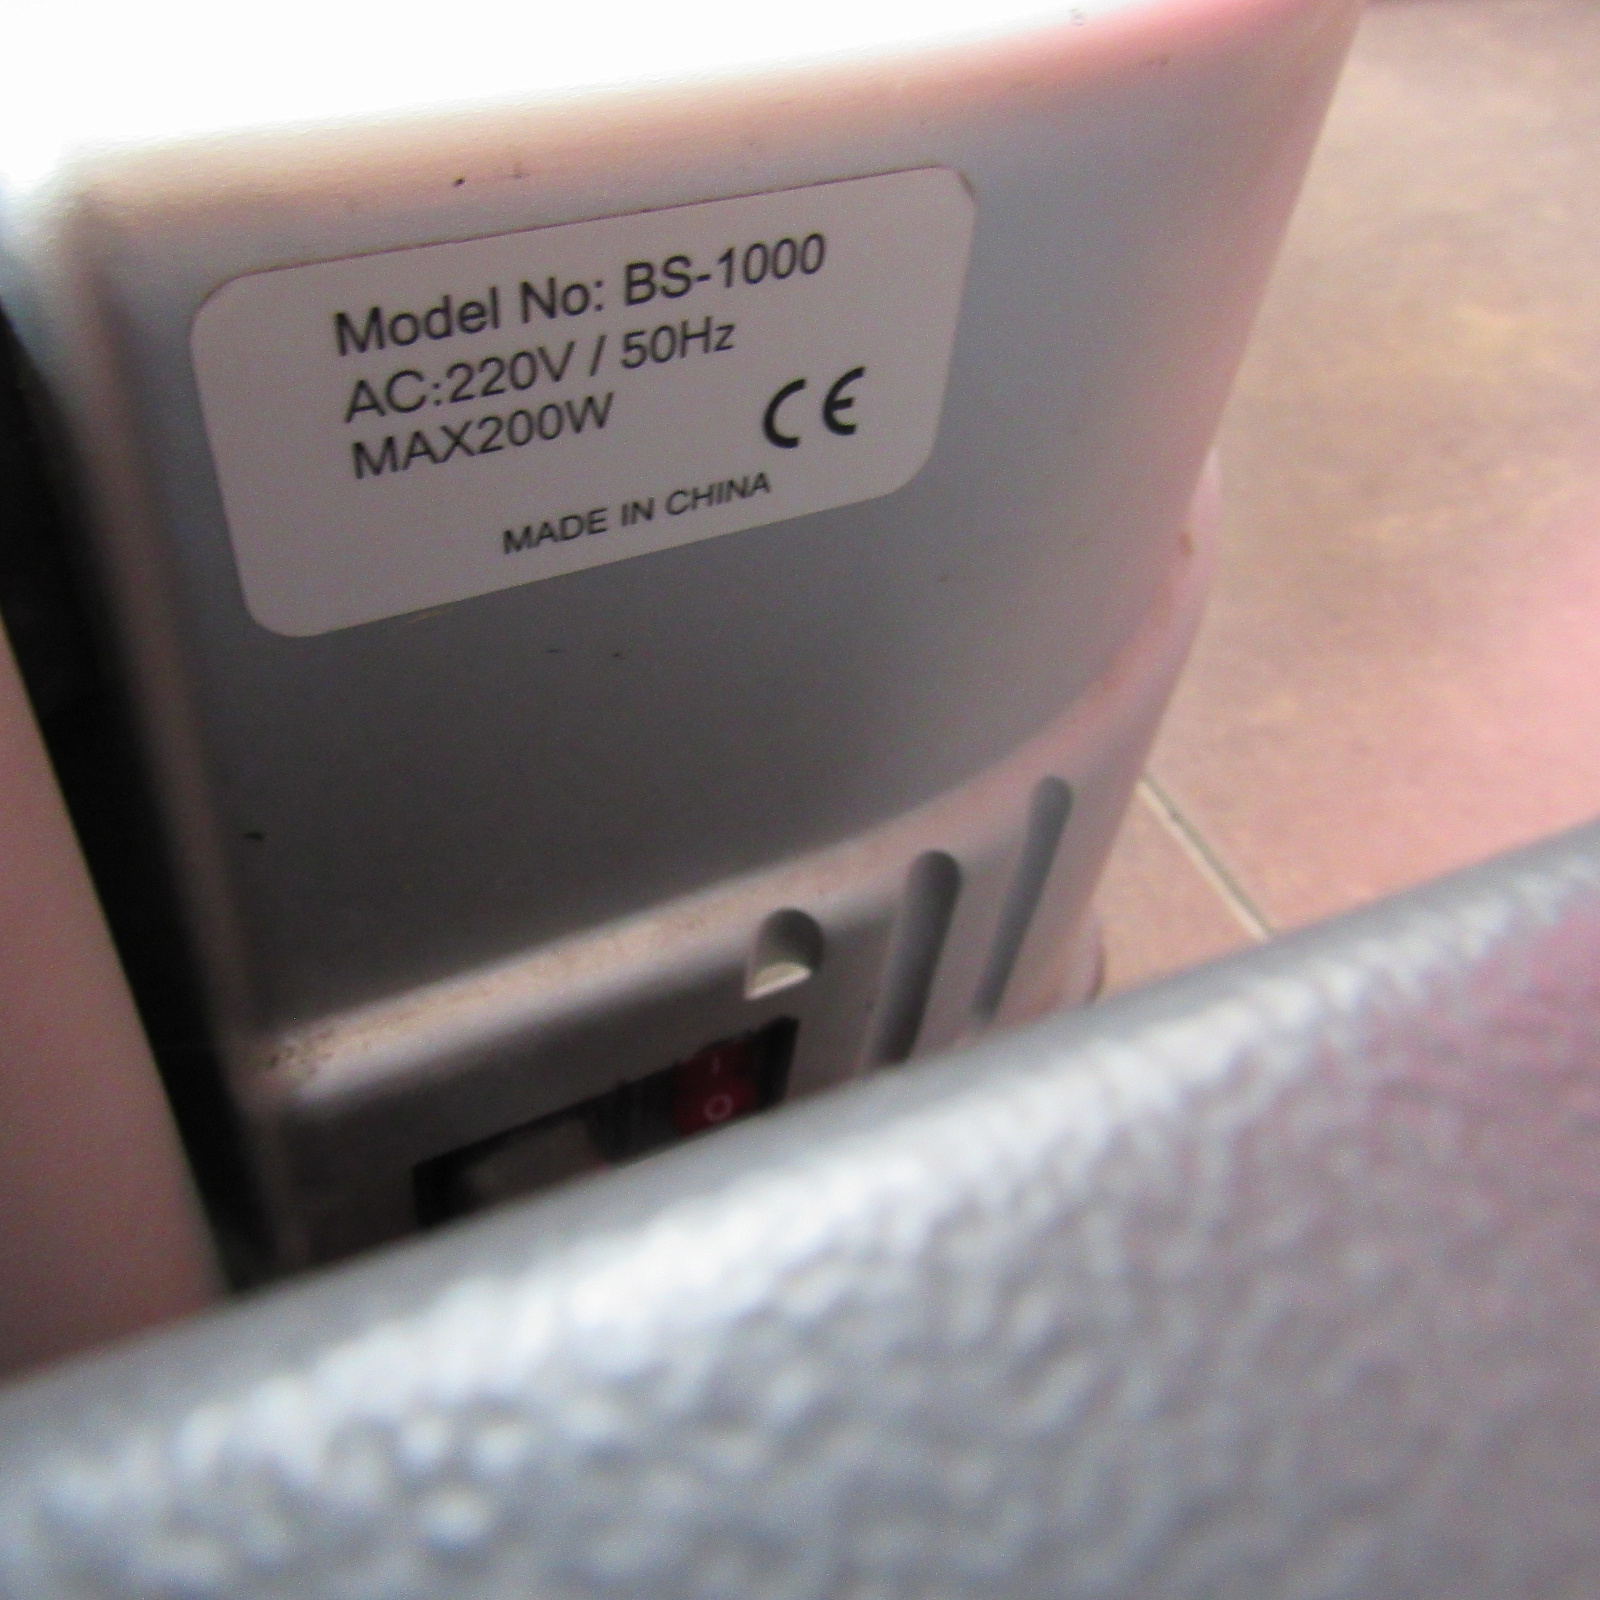 Model No: BS-1000
AC:220V / 50Hz
MAX200W
CE
MADE IN CHINA
I
O